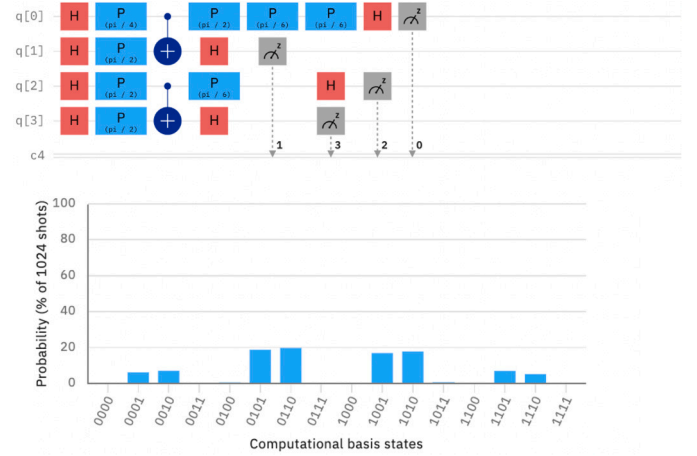 q[0] H P P P P H z
(pi / 4) (pi / 2) (pi / 6) (pi / 6)
q[1] H P + H z
(pi / 2)
q[2] H P P H z
(pi / 2) (pi / 6)
q[3] H P + H z
(pi / 2)
c4 1 3 2 0
Probability (% of 1024 shots)
100
80
60
40
20
0
0000 0001 0010 0011 0100 0101 0110 0111 1000 1001 1010 1011 1100 1101 1110 1111
Computational basis states